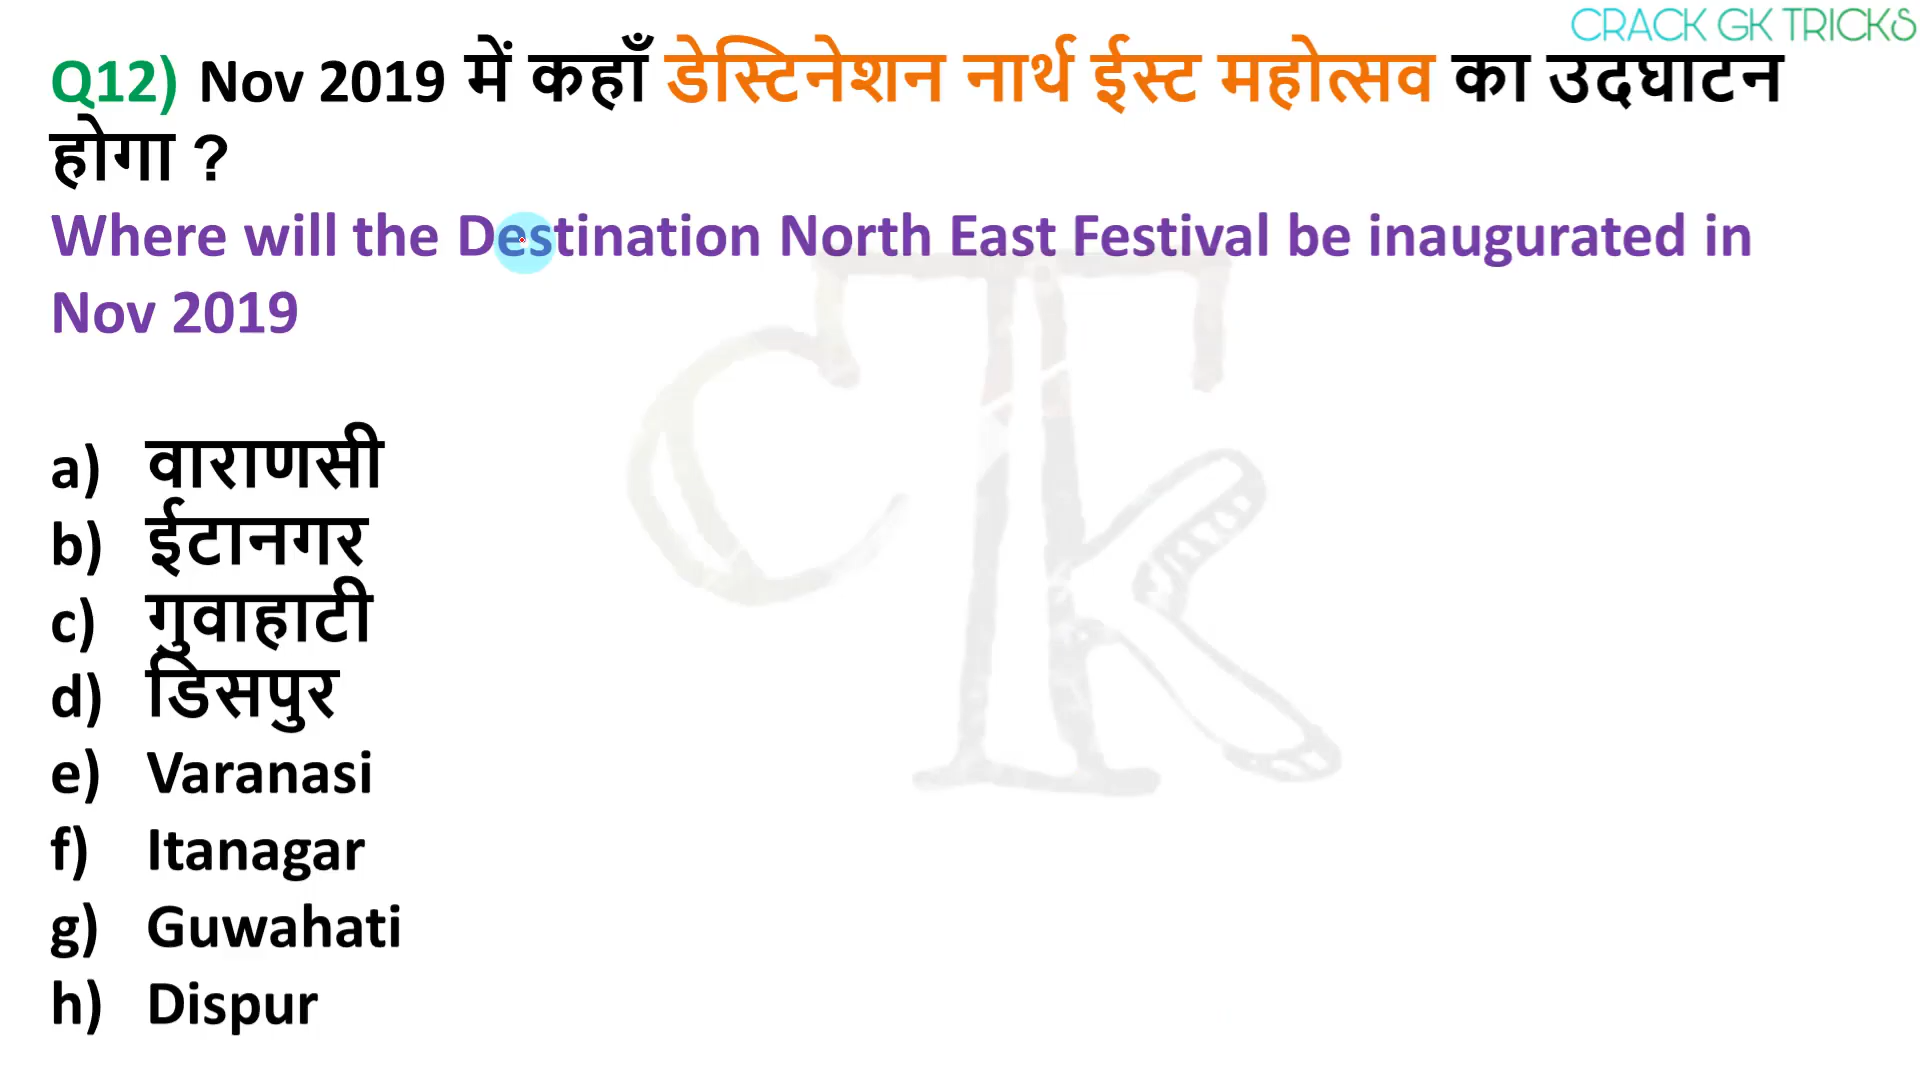 CRACK GK TRICKS
Q12) Nov 2019 में कहाँ डेस्टिनेशन नार्थ ईस्ट महोत्सव का उदघाटन
होगा ?
Where will the Destination North East Festival be inaugurated in
Nov 2019
a) वाराणसी
b) ईटानगर
c) गुवाहाटी
d) डिसपुर
e) Varanasi
f) Itanagar
g) Guwahati
h) Dispur